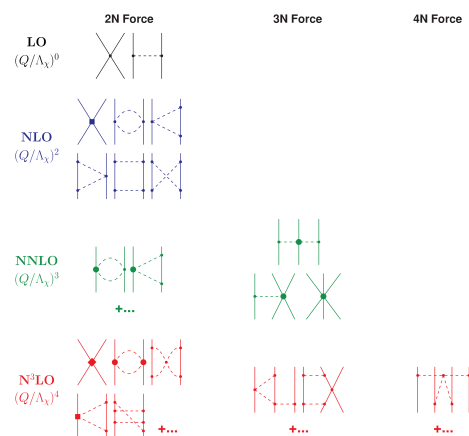 2N Force 3N Force 4N Force
LO
(Q/Λχ)⁰
NLO
(Q/Λχ)²
NNLO
(Q/Λχ)³
+...
N³LO
(Q/Λχ)⁴
+... +... +...